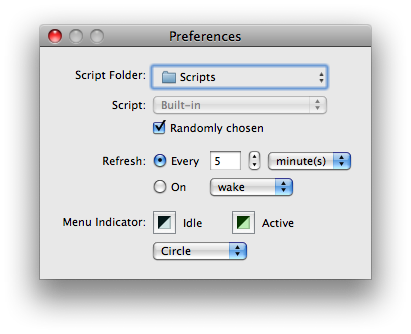 Preferences
Script Folder: Scripts
Script: Built-in
Randomly chosen
Refresh: Every 5 minute(s)
On wake
Menu Indicator: Idle Active
Circle